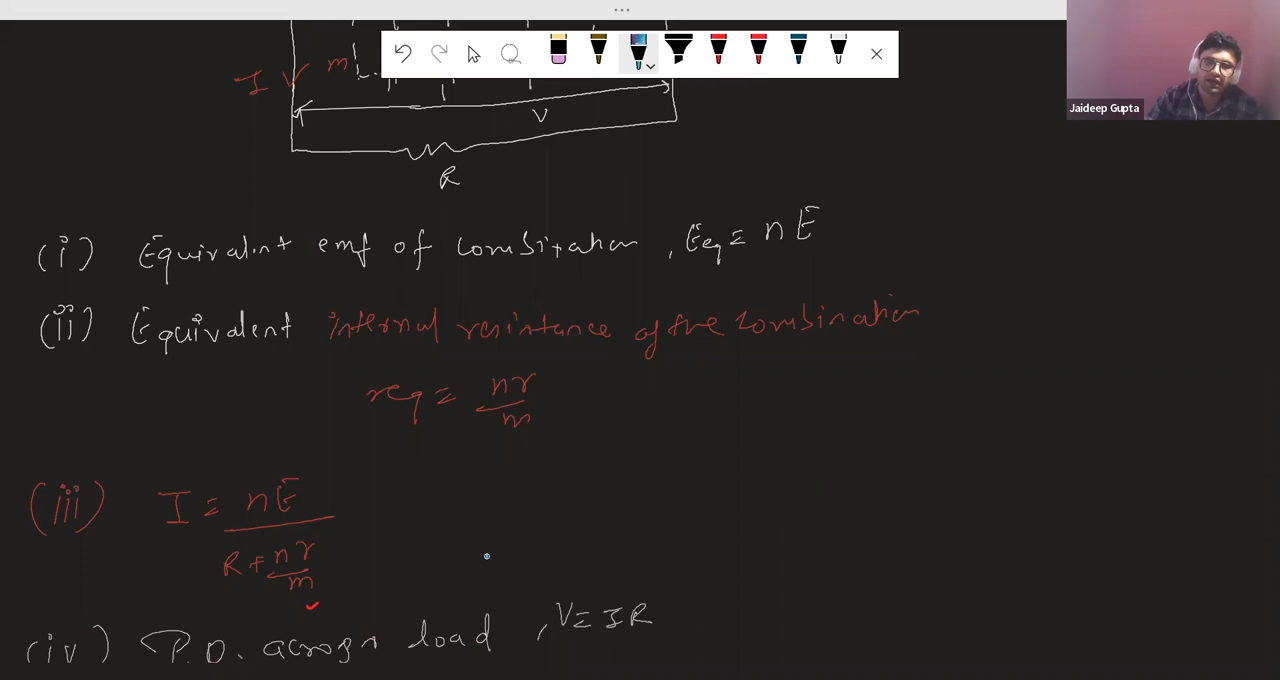 Jaideep Gupta
I V m
V
R
(i) Equivalent emf of combination, Eeq = nE
(ii) Equivalent internal resistance of the combination
req = nr/m
(iii) I = nE
R + nr/m
(iv) P.D. across load, V = IR